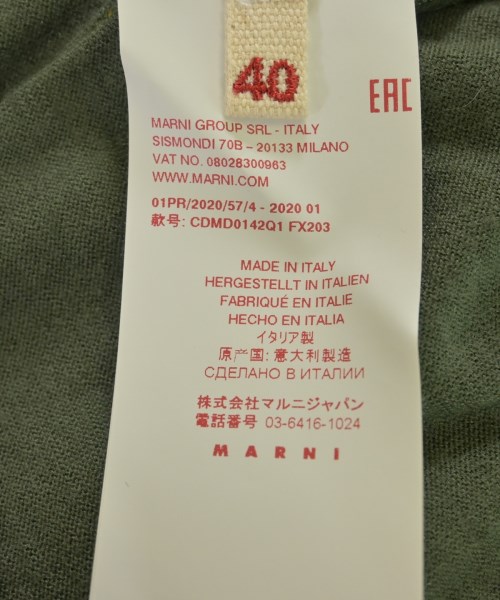 40
EAC
MARNI GROUP SRL - ITALY
SISMONDI 70B – 20133 MILANO
VAT NO. 08028300963
WWW.MARNI.COM
01PR/2020/57/4 - 2020 01
款号: CDMD0142Q1 FX203
MADE IN ITALY
HERGESTELLT IN ITALIEN
FABRIQUÉ EN ITALIE
HECHO EN ITALIA
イタリア製
原产国: 意大利製造
СДЕЛАНО В ИТАЛИИ
株式会社マルニジャパン
電話番号 03-6416-1024
MARNI